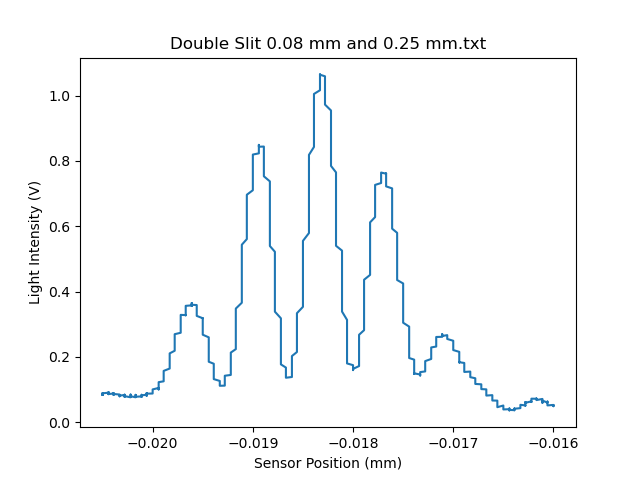 Double Slit 0.08 mm and 0.25 mm.txt
1.0
0.8
0.6
0.4
0.2
0.0
Light Intensity (V)
−0.020 −0.019 −0.018 −0.017 −0.016
Sensor Position (mm)